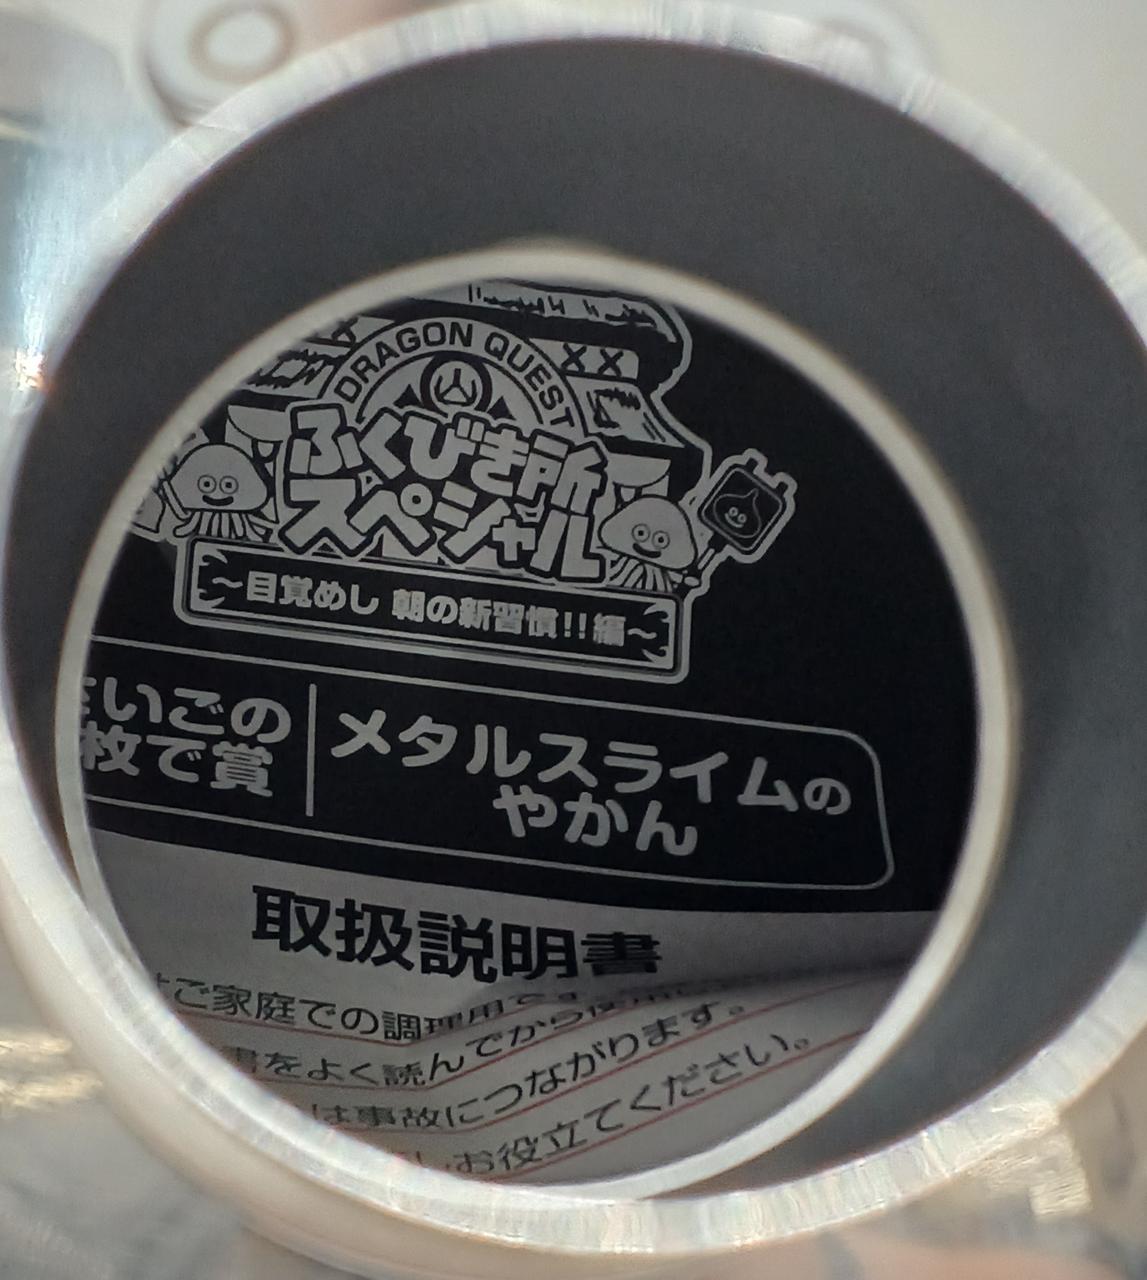 DRAGON QUEST
ふくびき所
スペシャル
～目覚めし 朝の新習慣!!編～
いごの
枚で賞
メタルスライムの
やかん
取扱説明書
ご家庭での調理用です
書をよく読んでから使用
は事故につながります。
お役立てください。